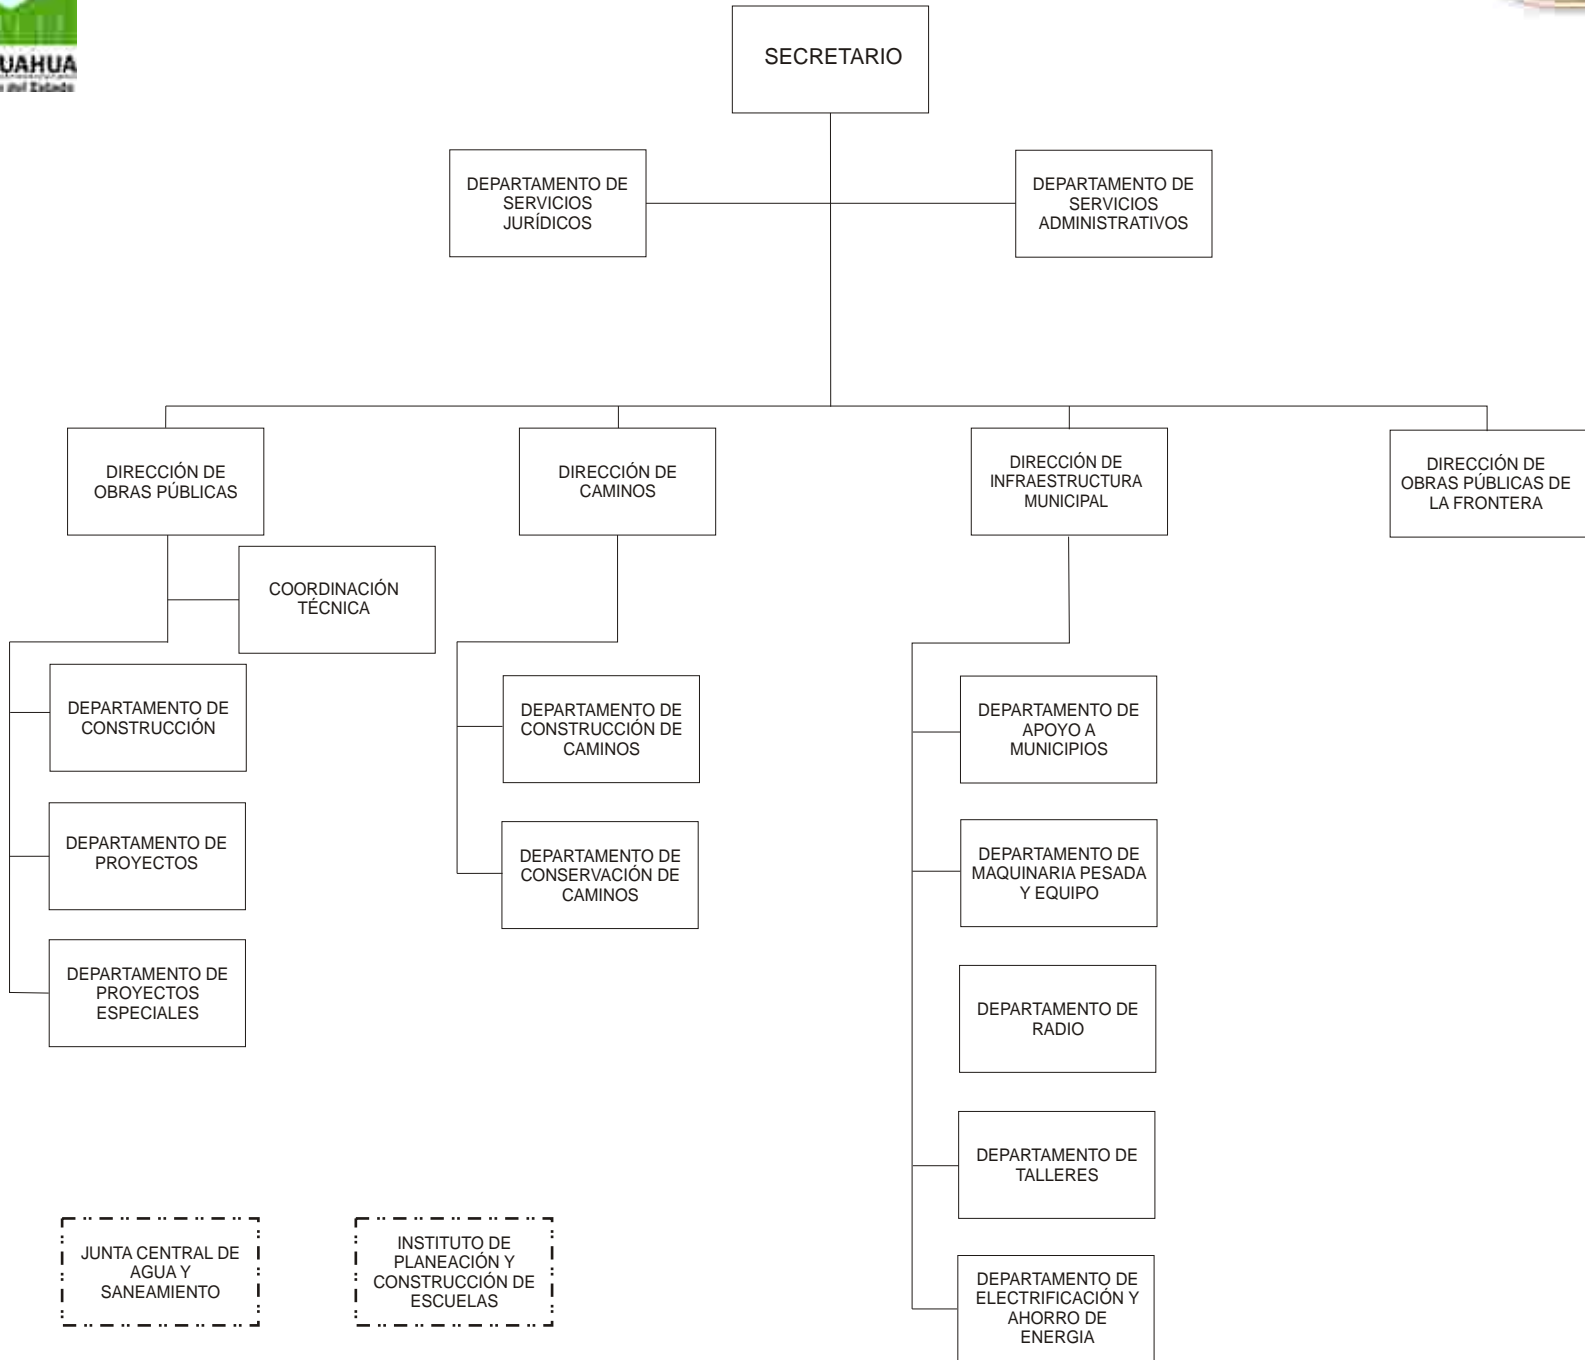 UAHUA
del Estado
SECRETARIO
DEPARTAMENTO DE
SERVICIOS
JURÍDICOS
DEPARTAMENTO DE
SERVICIOS
ADMINISTRATIVOS
DIRECCIÓN DE
OBRAS PÚBLICAS
DIRECCIÓN DE
CAMINOS
DIRECCIÓN DE
INFRAESTRUCTURA
MUNICIPAL
DIRECCIÓN DE
OBRAS PÚBLICAS DE
LA FRONTERA
COORDINACIÓN
TÉCNICA
DEPARTAMENTO DE
CONSTRUCCIÓN
DEPARTAMENTO DE
PROYECTOS
DEPARTAMENTO DE
PROYECTOS
ESPECIALES
DEPARTAMENTO DE
CONSTRUCCIÓN DE
CAMINOS
DEPARTAMENTO DE
CONSERVACIÓN DE
CAMINOS
DEPARTAMENTO DE
APOYO A
MUNICIPIOS
DEPARTAMENTO DE
MAQUINARIA PESADA
Y EQUIPO
DEPARTAMENTO DE
RADIO
DEPARTAMENTO DE
TALLERES
DEPARTAMENTO DE
ELECTRIFICACIÓN Y
AHORRO DE
ENERGIA
JUNTA CENTRAL DE
AGUA Y
SANEAMIENTO
INSTITUTO DE
PLANEACIÓN Y
CONSTRUCCIÓN DE
ESCUELAS